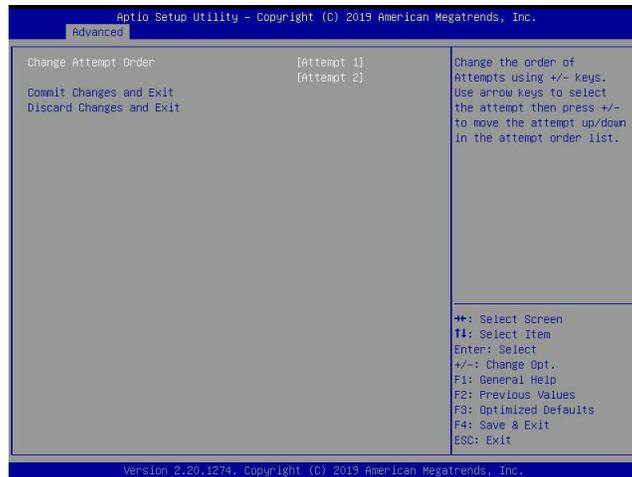 Aptio Setup Utility – Copyright (C) 2019 American Megatrends, Inc.
Advanced
Change Attempt Order [Attempt 1]
[Attempt 2]
Commit Changes and Exit
Discard Changes and Exit
Change the order of
Attempts using +/- keys.
Use arrow keys to select
the attempt then press +/-
to move the attempt up/down
in the attempt order list.
→←: Select Screen
↑↓: Select Item
Enter: Select
+/-: Change Opt.
F1: General Help
F2: Previous Values
F3: Optimized Defaults
F4: Save & Exit
ESC: Exit
Version 2.20.1274. Copyright (C) 2019 American Megatrends, Inc.